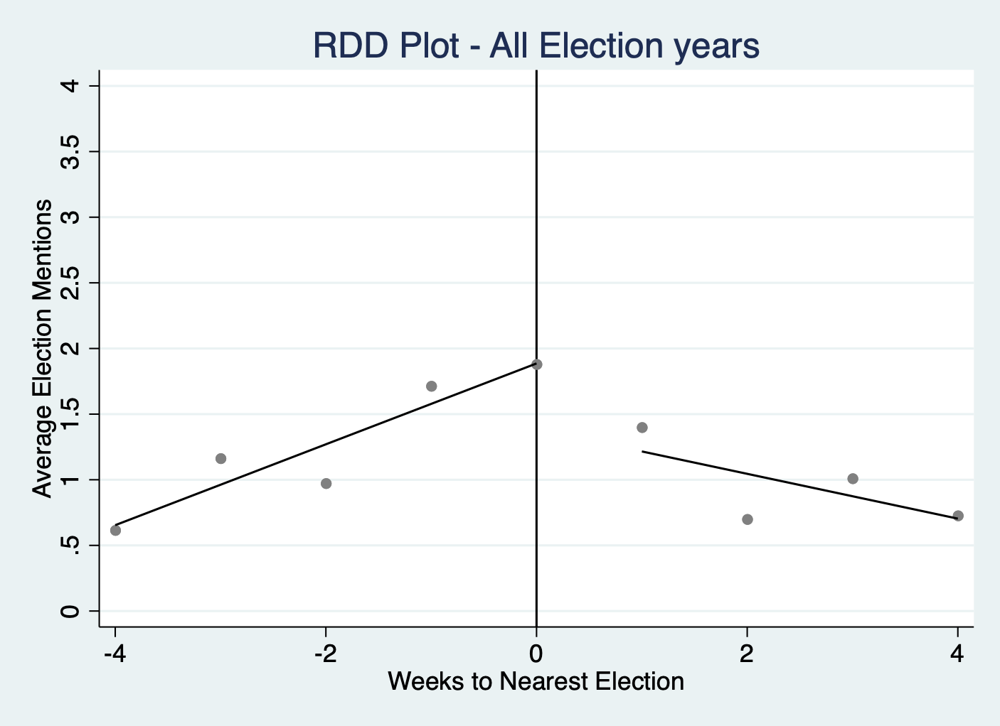 RDD Plot - All Election years
Average Election Mentions
4
3.5
3
2.5
2
1.5
1
.5
0
-4 -2 0 2 4
Weeks to Nearest Election